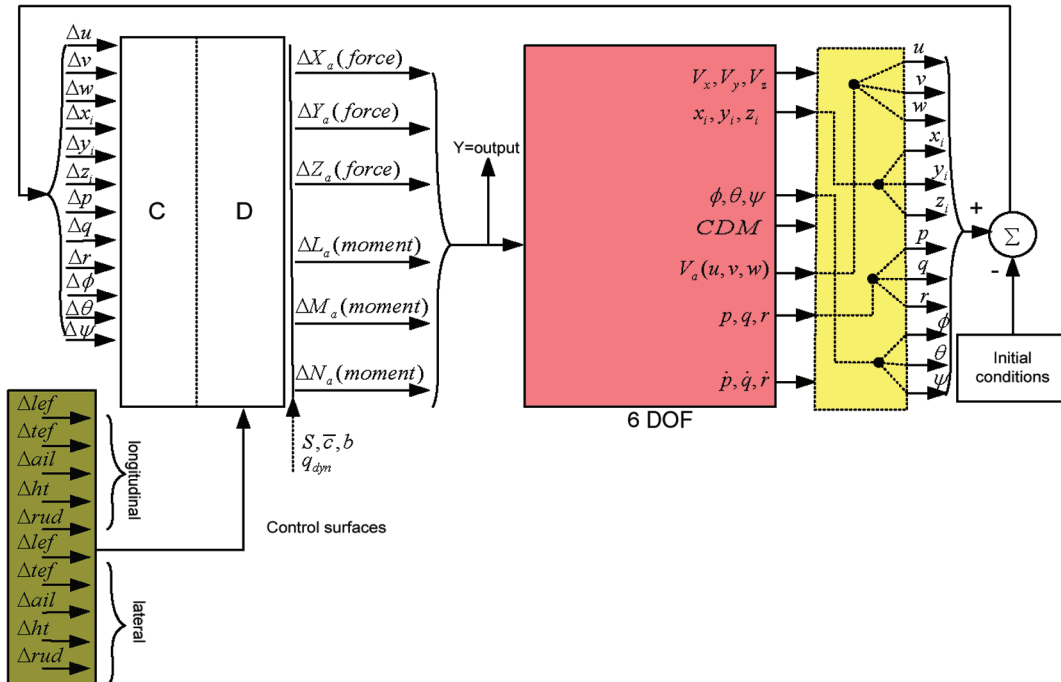 Δu
Δv
Δw
Δx_i
Δy_i
Δz_i
Δp
Δq
Δr
Δϕ
Δθ
Δψ
C
D
ΔX_a(force)
ΔY_a(force)
ΔZ_a(force)
ΔL_a(moment)
ΔM_a(moment)
ΔN_a(moment)
S, c̅, b
q_dyn
Y=output
V_x, V_y, V_z
x_i, y_i, z_i
ϕ, θ, ψ
CDM
V_a(u, v, w)
p, q, r
ṗ, q̇, ṙ
6 DOF
u
v
w
x_i
y_i
z_i
p
q
r
ϕ
θ
ψ
+
-
Σ
Initial
conditions
Δlef
Δtef
Δail
Δht
Δrud
longitudinal
Δlef
Δtef
Δail
Δht
Δrud
lateral
Control surfaces